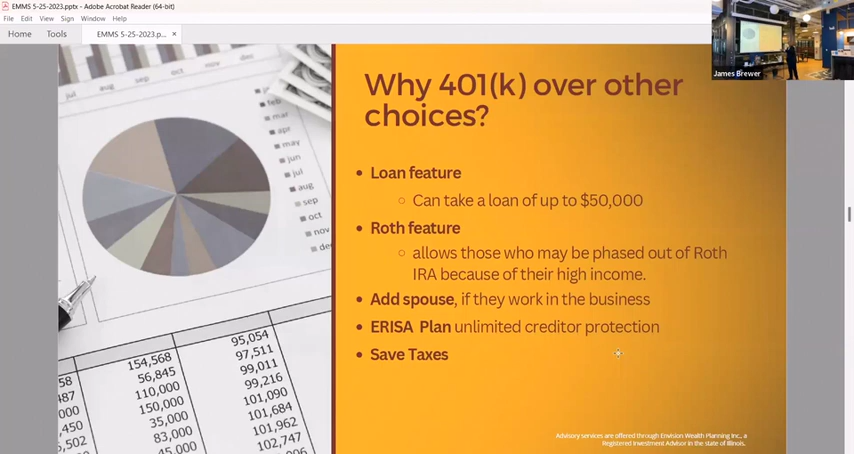 EMMS 5-25-2023.pptx - Adobe Acrobat Reader (64-bit)
File Edit View Sign Window Help
Home Tools EMMS 5-25-2023.p... ×
James Brewer
Why 401(k) over other
choices?
• Loan feature
○ Can take a loan of up to $50,000
• Roth feature
○ allows those who may be phased out of Roth
IRA because of their high income.
• Add spouse, if they work in the business
• ERISA Plan unlimited creditor protection
• Save Taxes
Advisory services are offered through Envision Wealth Planning Inc., a
Registered Investment Advisor in the state of Illinois.
jul aug sep oct nov dec
feb
mar
apr
may
jun
jul
aug
sep
oct
nov
dec
95,054
154,568 97,511
56,845 99,011
110,000 99,216
150,000 101,090
35,000 101,684
83,000 101,962
102,747